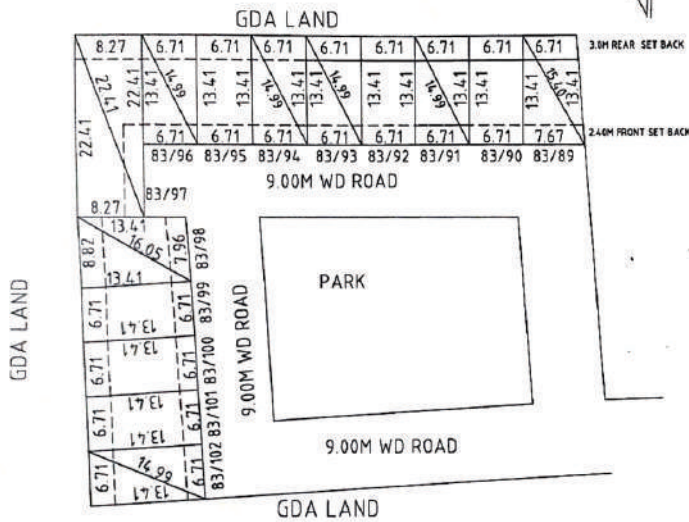 GDA LAND
8.27 6.71 6.71 6.71 6.71 6.71 6.71 6.71 6.71
3.0M REAR SET BACK
22.41 22.41 22.41 13.41 14.99 13.41 13.41 13.41 14.99 13.41 13.41 14.99 13.41 13.41 13.41 14.99 13.41 13.41 15.40 13.41
6.71 6.71 6.71 6.71 6.71 6.71 6.71 7.67
2.40M FRONT SET BACK
83/96 83/95 83/94 83/93 83/92 83/91 83/90 83/89
9.00M WD ROAD
83/97
8.27
13.41
8.82 16.05 7.96 83/98
13.41
PARK
GDA LAND
6.71 13.41 6.71 83/99
6.71 13.41 6.71 83/100
9.00M WD ROAD
6.71 13.41 13.41 6.71 83/101
9.00M WD ROAD
6.71 14.99 13.41 6.71 83/102
GDA LAND